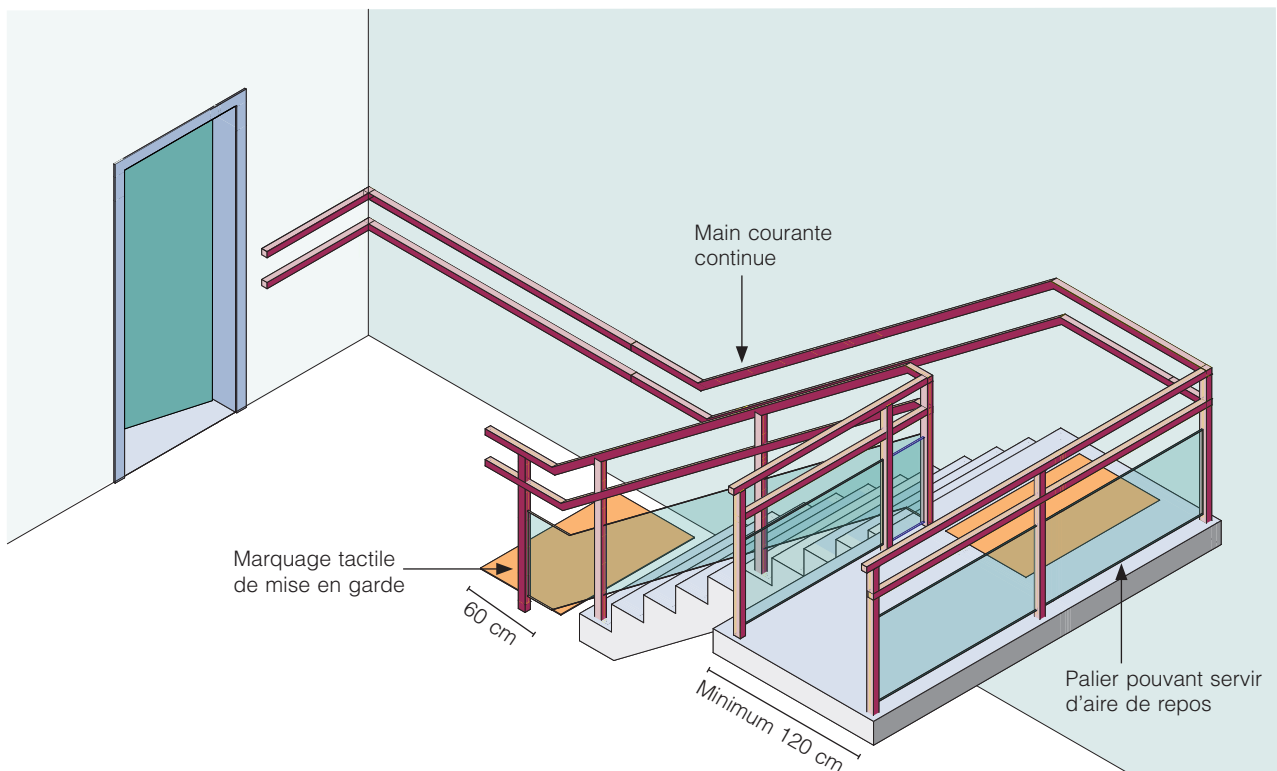 Main courante
continue
Marquage tactile
de mise en garde
60 cm
Minimum 120 cm
Palier pouvant servir
d'aire de repos